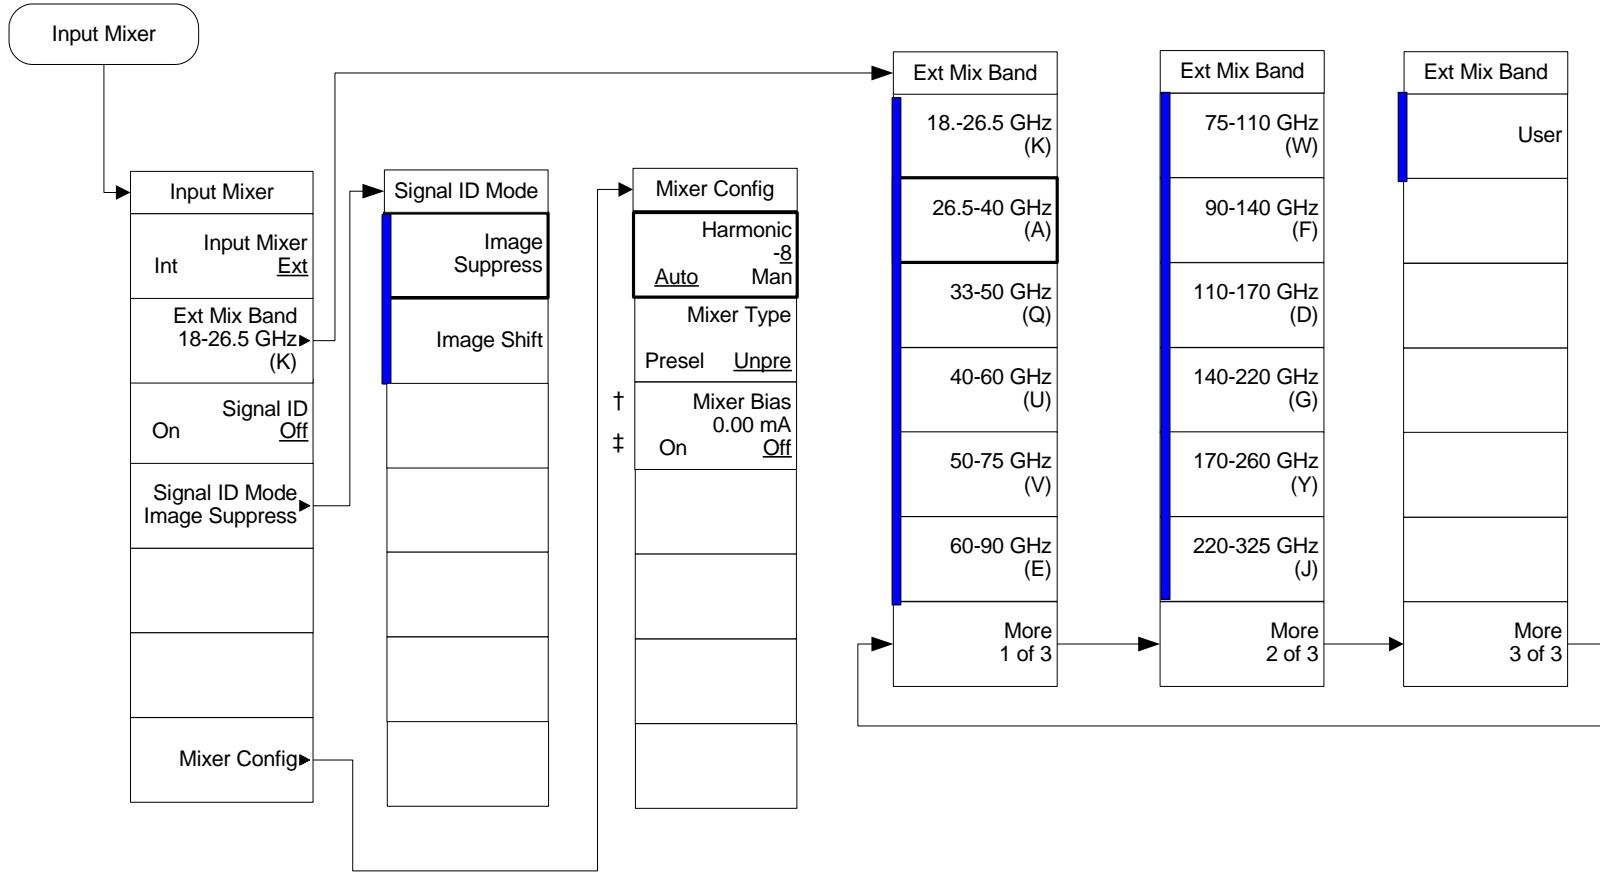 Input Mixer
Input Mixer
Input Mixer
Int Ext
Ext Mix Band
18-26.5 GHz
(K)
Signal ID
On Off
Signal ID Mode
Image Suppress
Mixer Config
Signal ID Mode
Image
Suppress
Image Shift
Mixer Config
Harmonic
-8
Auto Man
Mixer Type
Presel Unpre
† Mixer Bias
0.00 mA
‡ On Off
Ext Mix Band
18.-26.5 GHz
(K)
26.5-40 GHz
(A)
33-50 GHz
(Q)
40-60 GHz
(U)
50-75 GHz
(V)
60-90 GHz
(E)
More
1 of 3
Ext Mix Band
75-110 GHz
(W)
90-140 GHz
(F)
110-170 GHz
(D)
140-220 GHz
(G)
170-260 GHz
(Y)
220-325 GHz
(J)
More
2 of 3
Ext Mix Band
User
More
3 of 3